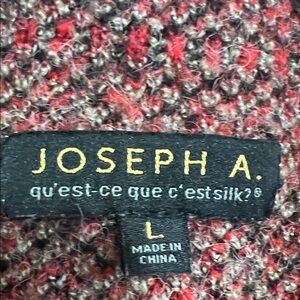 JOSEPH A.
qu'est-ce que c'estsilk?®
L
MADE IN
CHINA